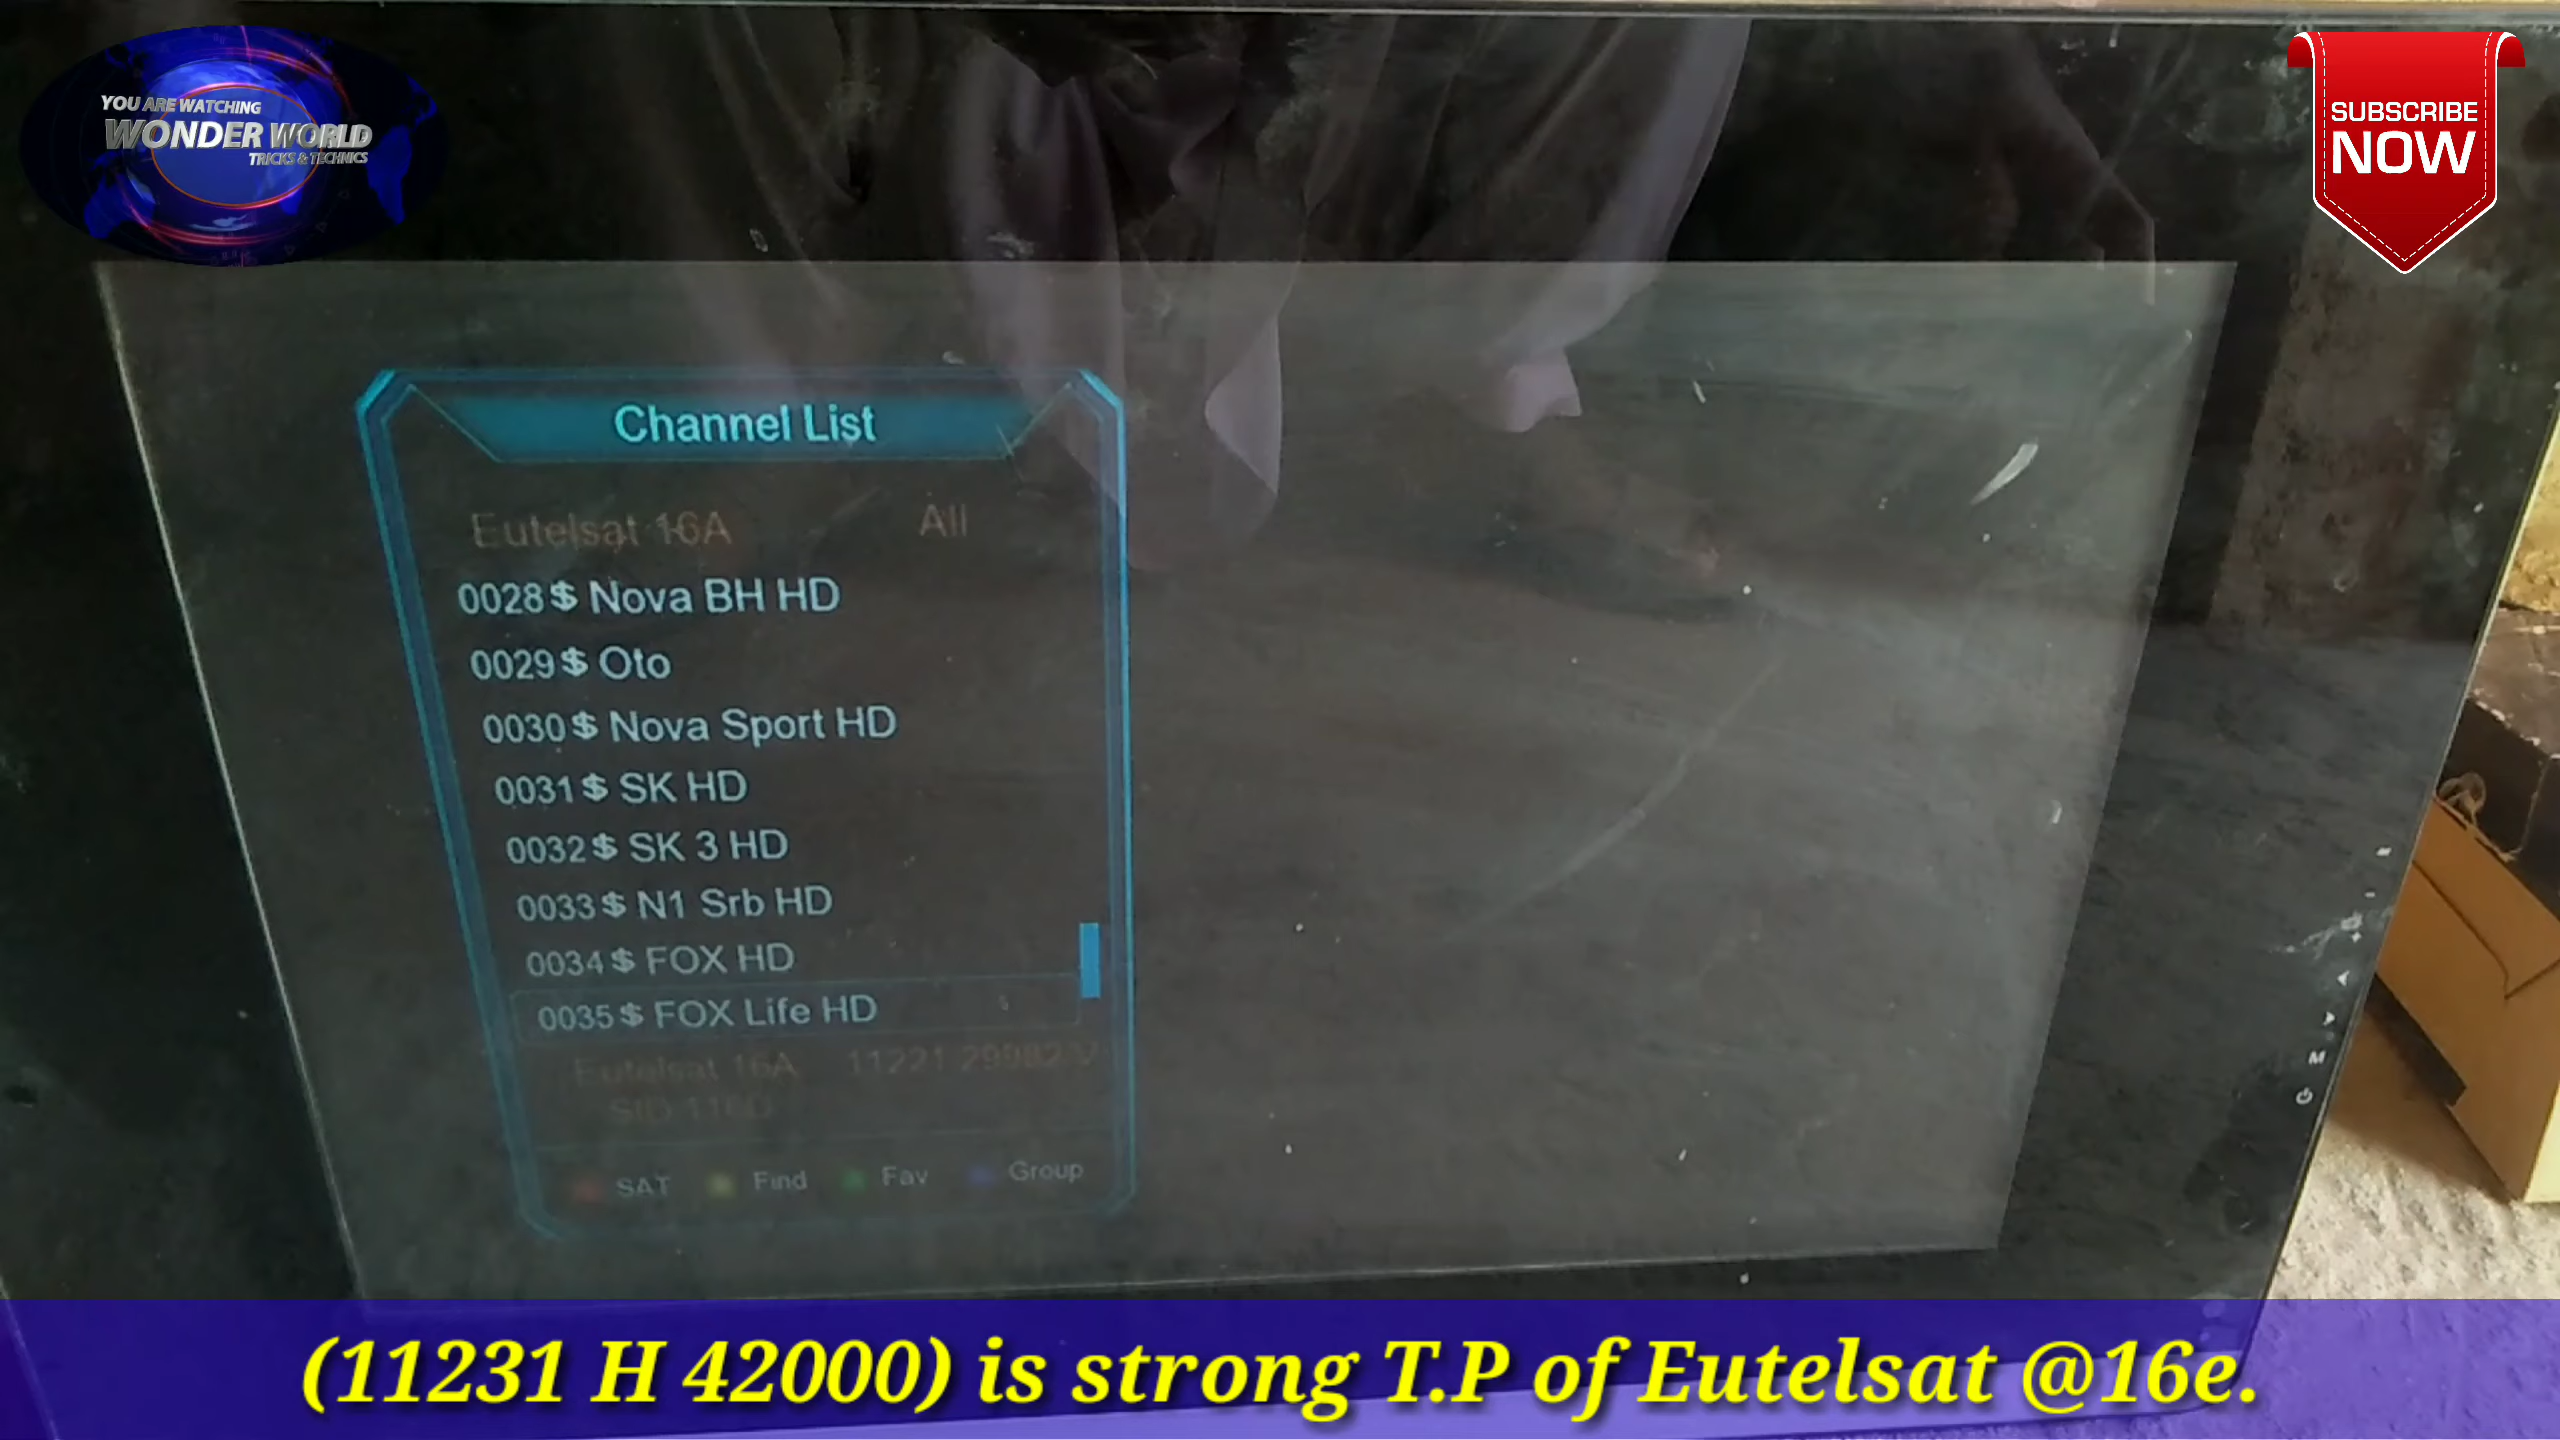 YOU ARE WATCHING
WONDER WORLD
TRICKS & TECHNICS
SUBSCRIBE
NOW
Channel List
Eutelsat 16A All
0028$ Nova BH HD
0029$ Oto
0030$ Nova Sport HD
0031$ SK HD
0032$ SK 3 HD
0033$ N1 Srb HD
0034$ FOX HD
0035$ FOX Life HD
Eutelsat 16A 11221
SAT Find Fav Group
M
(11231 H 42000) is strong T.P of Eutelsat @16e.